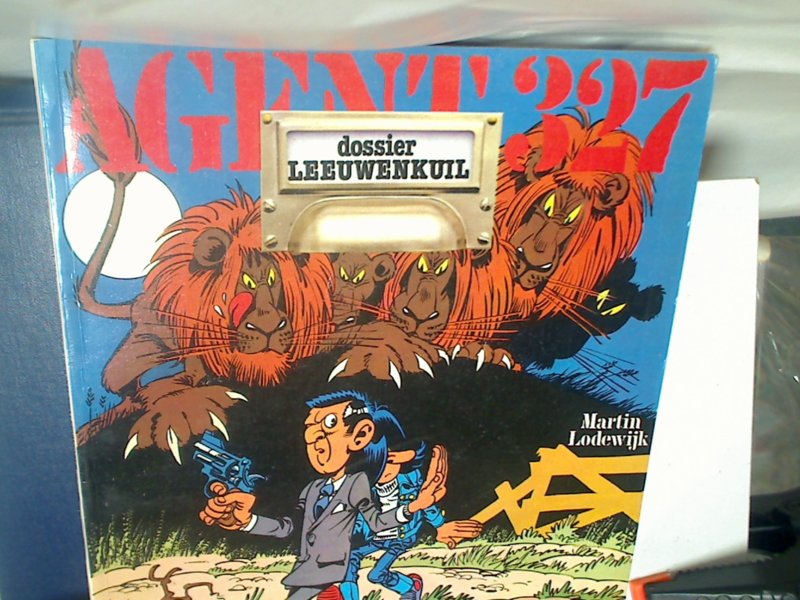 AGENT 327
dossier
LEEUWENKUIL
Martin
Lodewijk